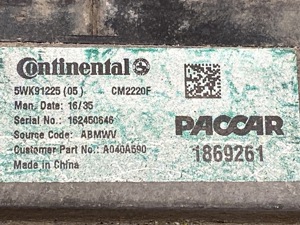 Continental
5WK91225 (05) CM2220F
Man. Date: 16/35
Serial No.: 162450646
Source Code: ABMWV
Customer Part No.: A040A590
Made in China
PACCAR
1869261